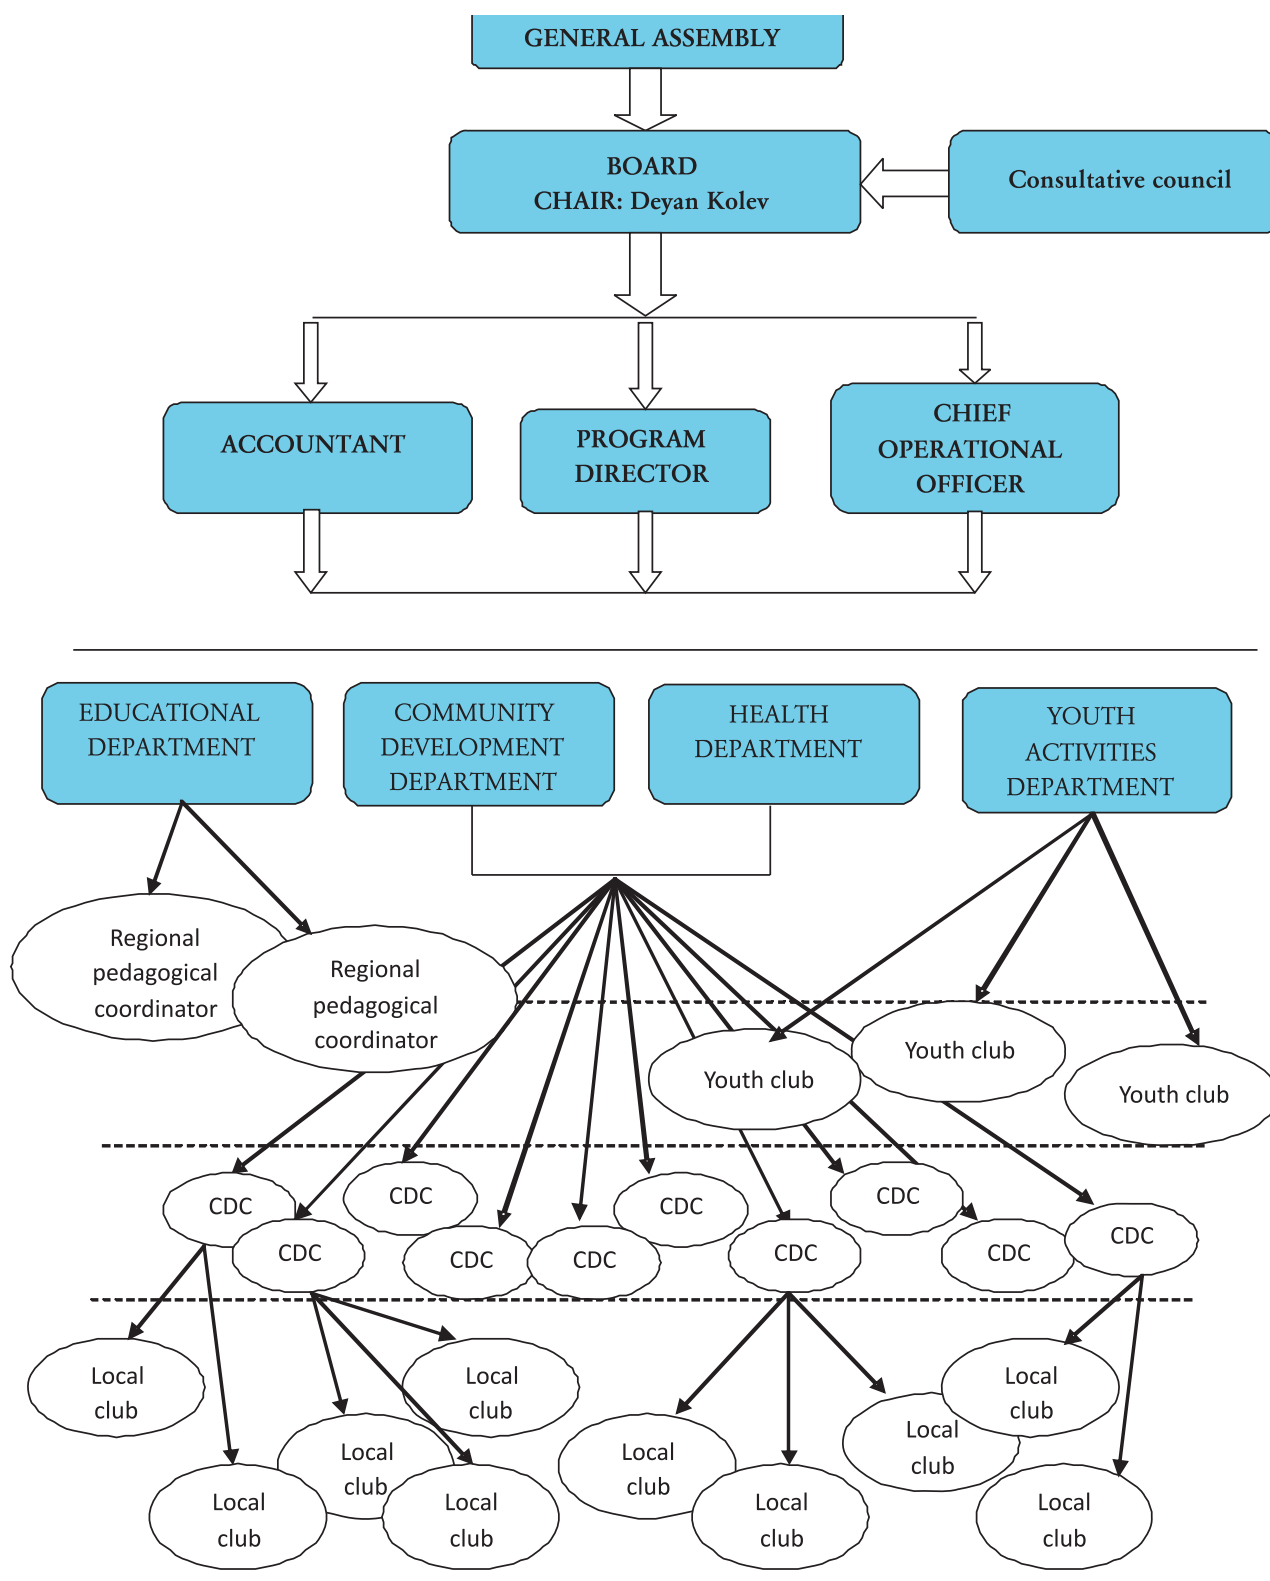 GENERAL ASSEMBLY
BOARD
CHAIR: Deyan Kolev
Consultative council
ACCOUNTANT
PROGRAM
DIRECTOR
CHIEF
OPERATIONAL
OFFICER
EDUCATIONAL
DEPARTMENT
COMMUNITY
DEVELOPMENT
DEPARTMENT
HEALTH
DEPARTMENT
YOUTH
ACTIVITIES
DEPARTMENT
Regional
pedagogical
coordinator
Regional
pedagogical
coordinator
Youth club
Youth club
Youth club
CDC
CDC
CDC
CDC
CDC
CDC
CDC
CDC
CDC
CDC
Local
club
Local
club
Local
club
Local
club
Local
club
Local
club
Local
club
Local
club
Local
club
Local
club